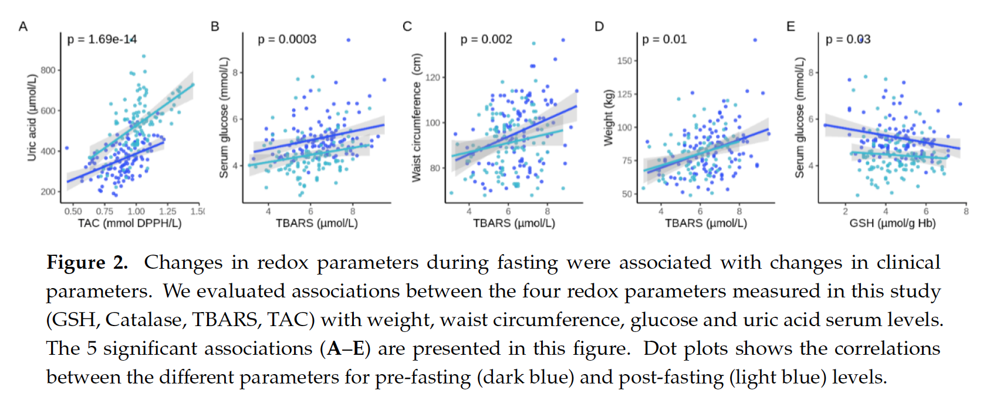 A
B
C
D
E
p = 1.69e-14
p = 0.0003
p = 0.002
p = 0.01
p = 0.03
Uric acid (µmol/L)
800
600
400
200
0.50 0.75 1.00 1.25 1.50
TAC (mmol DPPH/L)
Serum glucose (mmol/L)
8
6
4
4 6 8
TBARS (µmol/L)
Waist circumference (cm)
120
100
80
4 6 8
TBARS (µmol/L)
Weight (kg)
150
125
100
75
50
4 6 8
TBARS (µmol/L)
Serum glucose (mmol/L)
8
6
4
2 4 6 8
GSH (µmol/g Hb)
Figure 2. Changes in redox parameters during fasting were associated with changes in clinical
parameters. We evaluated associations between the four redox parameters measured in this study
(GSH, Catalase, TBARS, TAC) with weight, waist circumference, glucose and uric acid serum levels.
The 5 significant associations (A–E) are presented in this figure. Dot plots shows the correlations
between the different parameters for pre-fasting (dark blue) and post-fasting (light blue) levels.